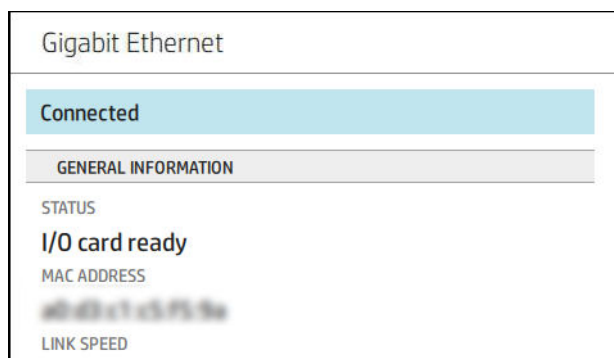 Gigabit Ethernet
Connected
GENERAL INFORMATION
STATUS
I/O card ready
MAC ADDRESS
LINK SPEED